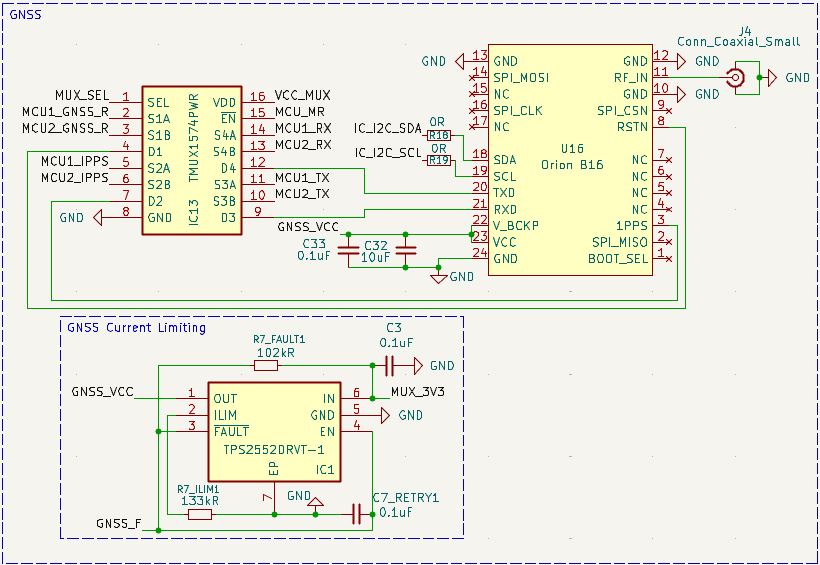 GNSS
J4
Conn_Coaxial_Small
GND 13 GND GND 12 GND
14 SPI_MOSI RF_IN 11 GND
15 NC GND 10 GND
16 SPI_CLK SPI_CSN 9
17 NC RSTN 8
U16
Orion B16
IC_I2C_SDA 0R R16 18 SDA NC 7
IC_I2C_SCL 0R R19 19 SCL NC 6
20 TXD NC 5
21 RXD NC 4
GNSS_VCC 22 V_BCKP 1PPS 3
23 VCC SPI_MISO 2
24 GND BOOT_SEL 1
C33 0.1uF C32 10uF
GND
MUX_SEL 1 SEL VDD 16 VCC_MUX
MCU1_GNSS_R 2 S1A EN 15 MCU_MR
MCU2_GNSS_R 3 S1B S4A 14 MCU1_RX
4 D1 S4B 13 MCU2_RX
MCU1_IPPS 5 S2A D4 12
MCU2_IPPS 6 S2B S3A 11 MCU1_TX
7 D2 S3B 10 MCU2_TX
GND 8 GND D3 9
TMUX1574PWR
IC13
GNSS Current Limiting
R7_FAULT1
102kR
C3
0.1uF
GND
GNSS_VCC 1 OUT IN 6 MUX_3V3
2 ILIM GND 5 GND
3 FAULT EN 4
TPS2552DRVT-1
EP IC1
7
R7_ILIM1
133kR
GND
C7_RETRY1
0.1uF
GNSS_F